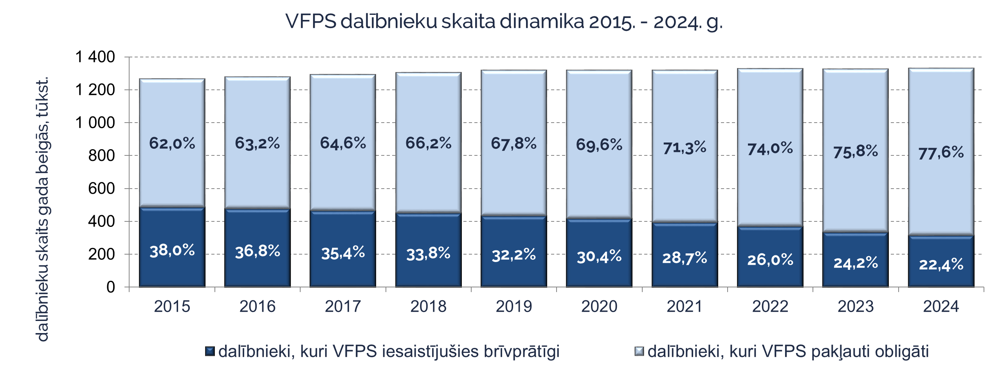 VFPS dalībnieku skaita dinamika 2015. - 2024. g.
dalībnieku skaits gada beigās, tūkst.
1 400
1 200
1 000
800
600
400
200
0
62,0% 63,2% 64,6% 66,2% 67,8% 69,6% 71,3% 74,0% 75,8% 77,6%
38,0% 36,8% 35,4% 33,8% 32,2% 30,4% 28,7% 26,0% 24,2% 22,4%
2015 2016 2017 2018 2019 2020 2021 2022 2023 2024
dalībnieki, kuri VFPS iesaistījušies brīvprātīgi
dalībnieki, kuri VFPS pakļauti obligāti